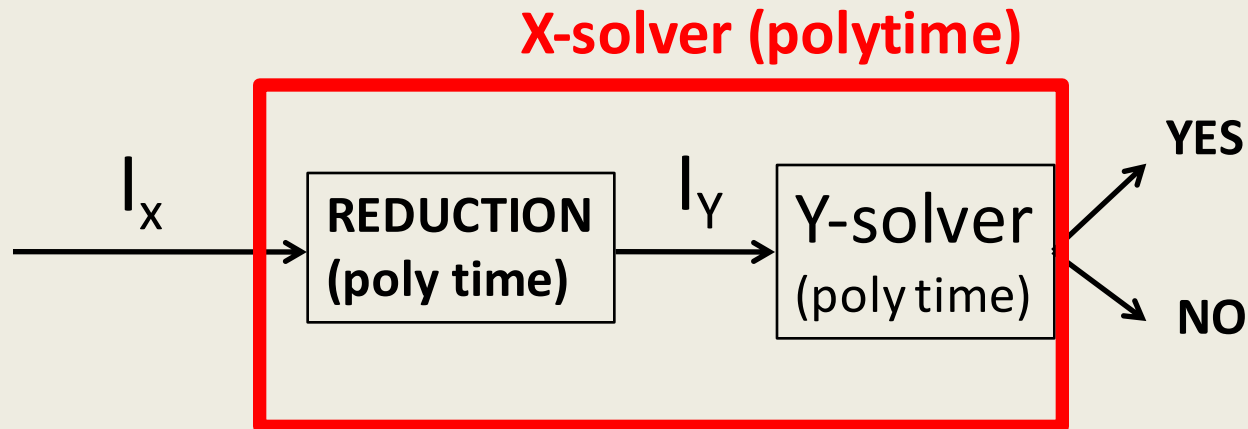 X-solver (polytime)
I_X
REDUCTION
(poly time)
I_Y
Y-solver
(poly time)
YES
NO